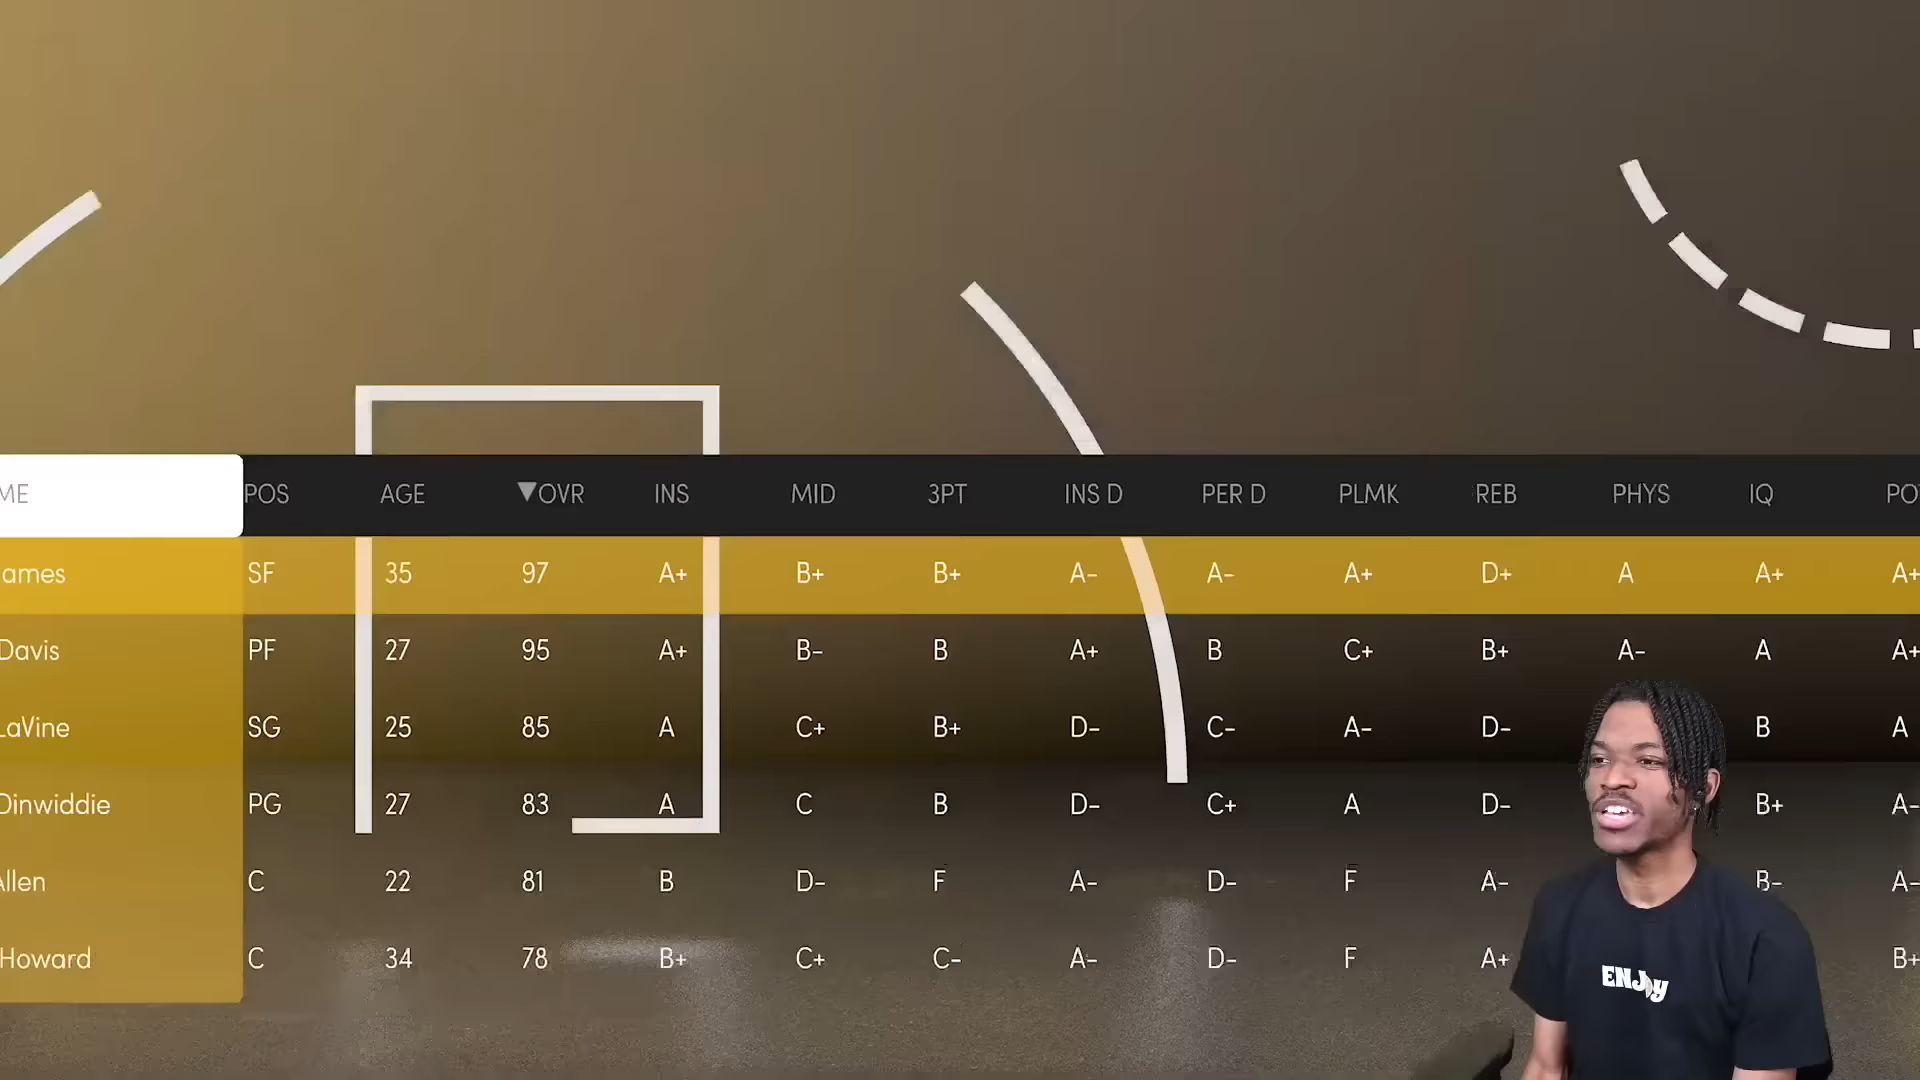 ME POS AGE ▼OVR INS MID 3PT INS D PER D PLMK REB PHYS IQ PO
ames SF 35 97 A+ B+ B+ A- A- A+ D+ A A+ A+
Davis PF 27 95 A+ B- B A+ B C+ B+ A- A A+
LaVine SG 25 85 A C+ B+ D- C- A- D- B A
Dinwiddie PG 27 83 A C B D- C+ A D- B+ A-
Allen C 22 81 B D- F A- D- F A- B- A-
Howard C 34 78 B+ C+ C- A- D- F A+ B+
ENJOY